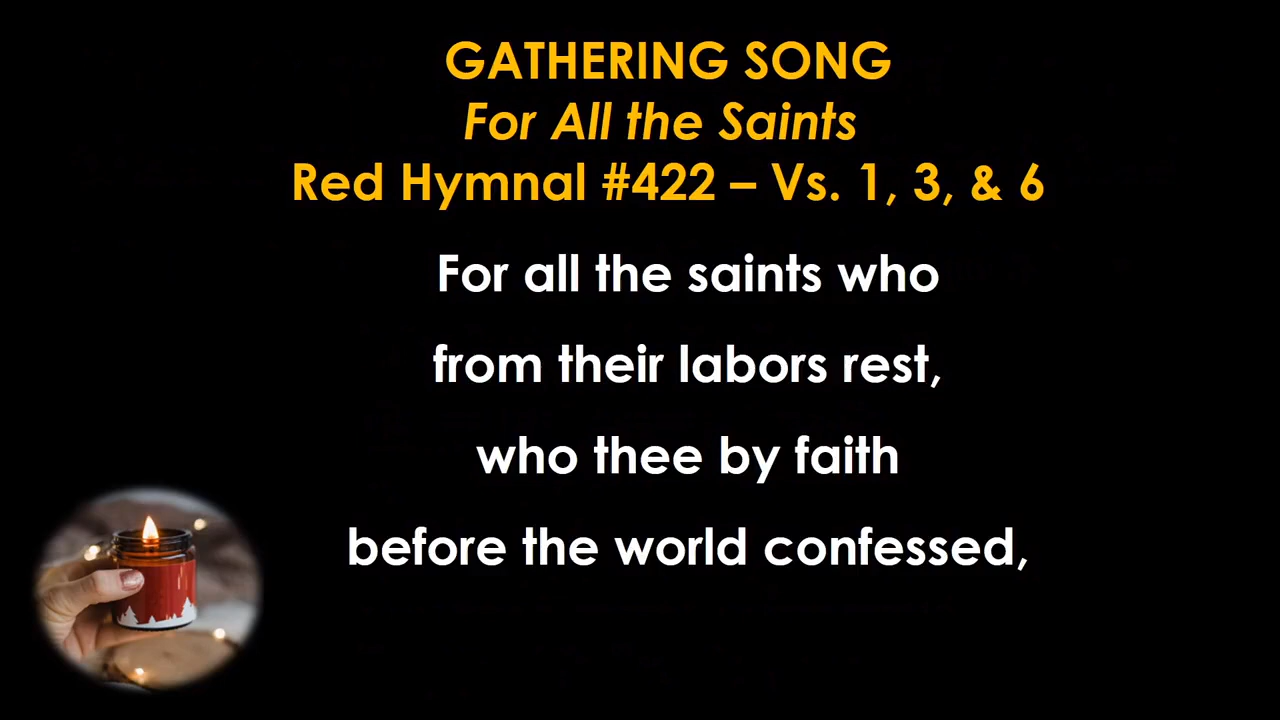 GATHERING SONG
For All the Saints
Red Hymnal #422 – Vs. 1, 3, & 6
For all the saints who
from their labors rest,
who thee by faith
before the world confessed,